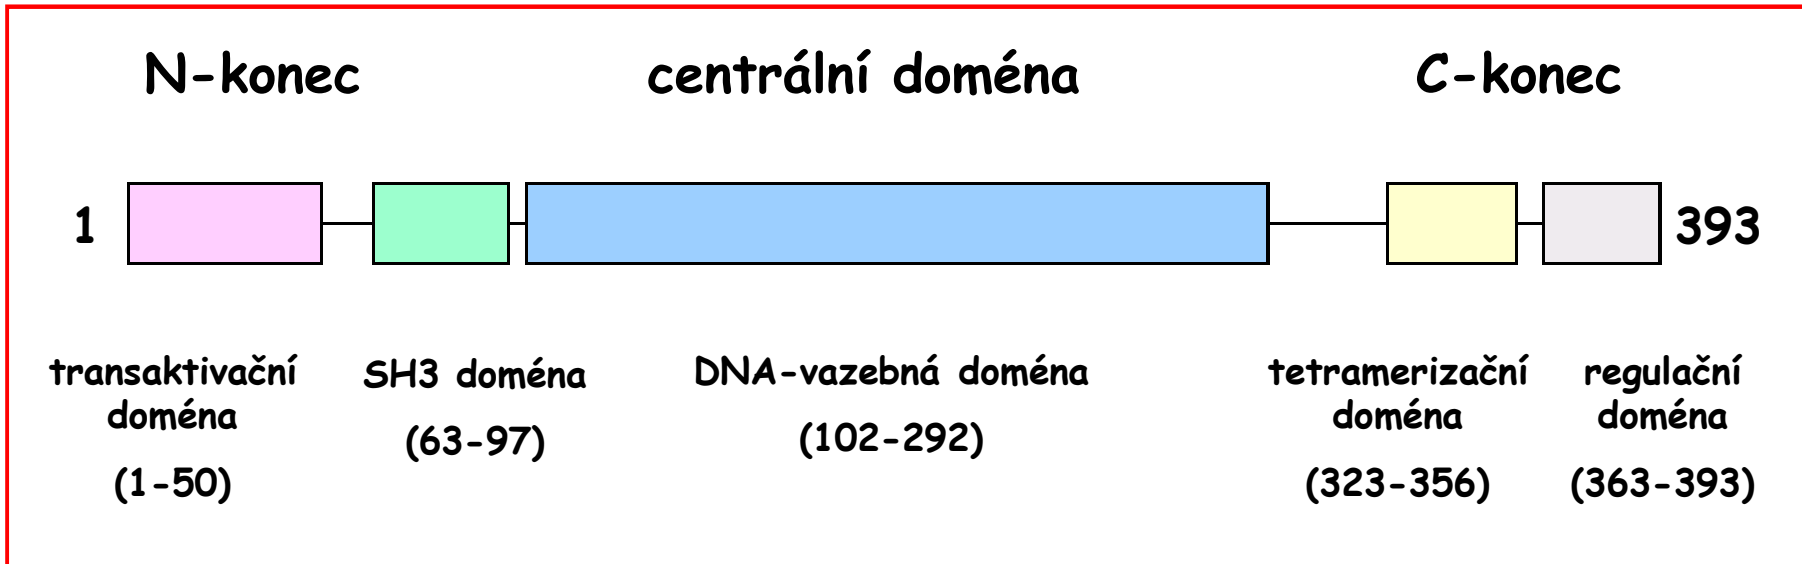 N-konec
centrální doména
C-konec
1
393
transaktivační
doména
(1-50)
SH3 doména
(63-97)
DNA-vazebná doména
(102-292)
tetramerizační
doména
(323-356)
regulační
doména
(363-393)